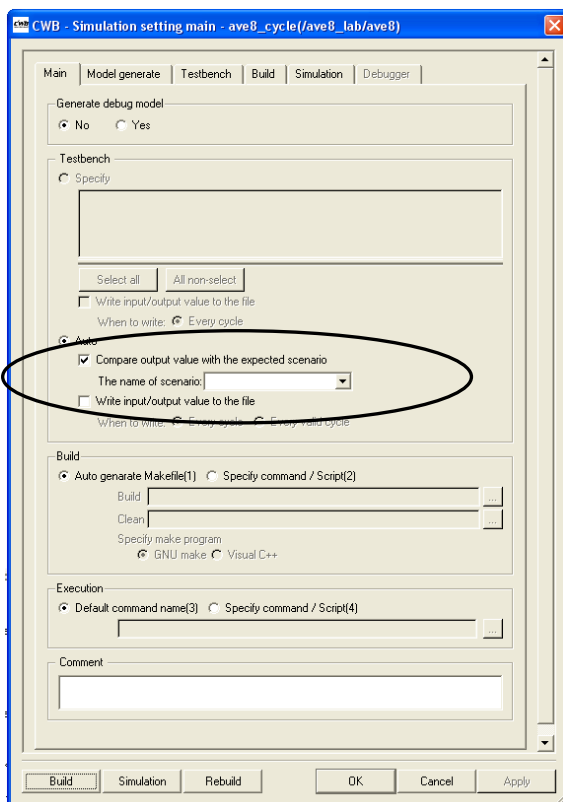 CWB - Simulation setting main - ave8_cycle(/ave8_lab/ave8)
Main Model generate Testbench Build Simulation Debugger
Generate debug model
No Yes
Testbench
Specify
Select all All non-select
Write input/output value to the file
When to write: Every cycle
Auto
Compare output value with the expected scenario
The name of scenario:
Write input/output value to the file
When to write: Every cycle Every valid cycle
Build
Auto genarate Makefile(1) Specify command / Script(2)
Build ...
Clean ...
Specify make program
GNU make Visual C++
Execution
Default command name(3) Specify command / Script(4)
...
Comment
Build Simulation Rebuild OK Cancel Apply